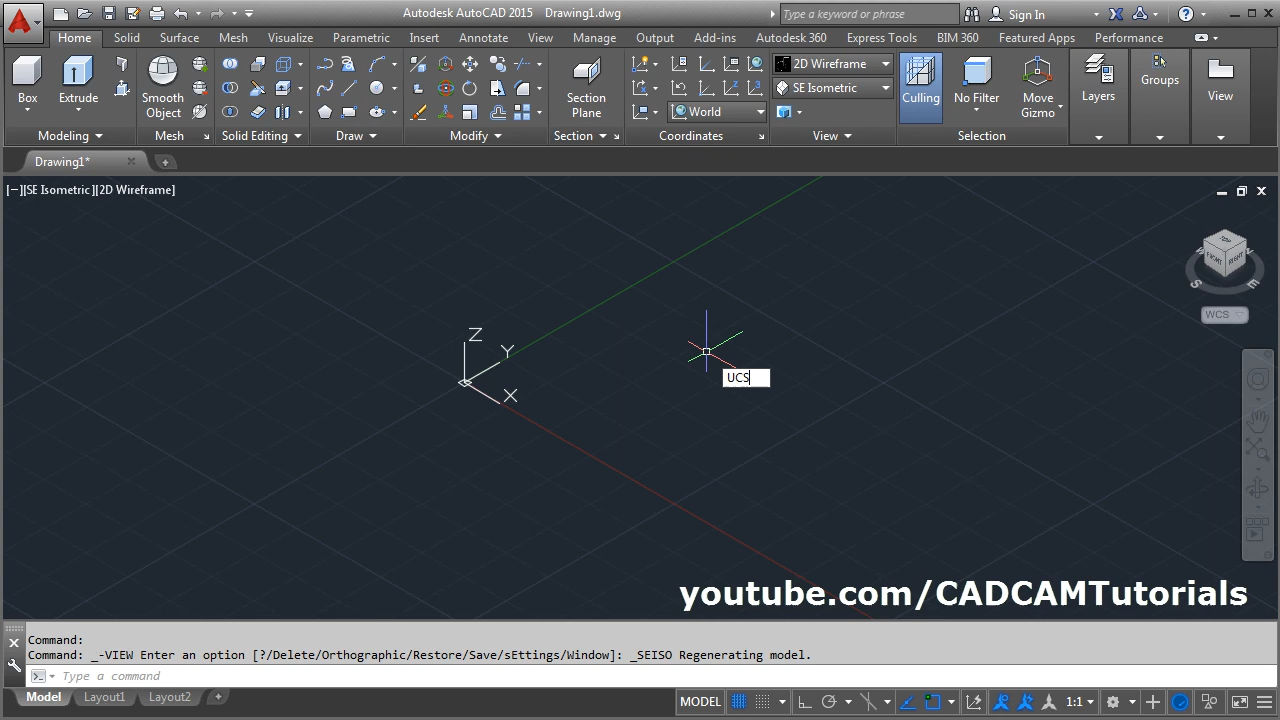 Autodesk AutoCAD 2015 Drawing1.dwg
Type a keyword or phrase
Sign In
Home Solid Surface Mesh Visualize Parametric Insert Annotate View Manage Output Add-ins Autodesk 360 Express Tools BIM 360 Featured Apps Performance
2D Wireframe
SE Isometric
World
Box Extrude Smooth Object Section Plane Culling No Filter Move Gizmo Layers Groups View
Modeling Mesh Solid Editing Draw Modify Section Coordinates View Selection
Drawing1*
[−][SE Isometric][2D Wireframe]
TOP
FRONT RIGHT
S E
WCS
Z
Y
X
UCS
youtube.com/CADCAMTutorials
Command:
Command: _-VIEW Enter an option [?/Delete/Orthographic/Restore/Save/sEttings/Window]: _SEISO Regenerating model.
Type a command
Model Layout1 Layout2
MODEL 1:1